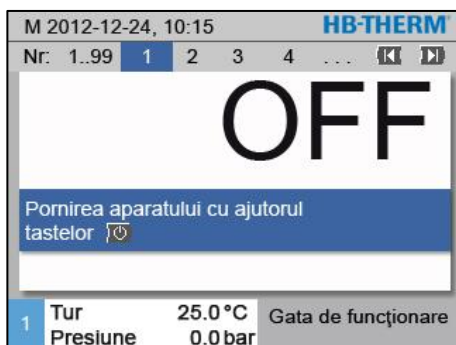 M 2012-12-24, 10:15 HB-THERM®
Nr: 1..99 1 2 3 4 ...
OFF
Pornirea aparatului cu ajutorul
tastelor
1 Tur 25.0 °C Gata de funcţionare
Presiune 0.0 bar